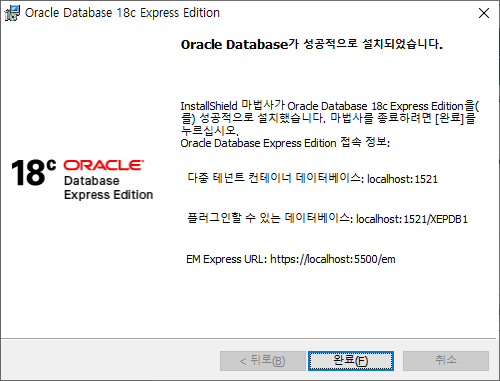 Oracle Database 18c Express Edition
Oracle Database가 성공적으로 설치되었습니다.
InstallShield 마법사가 Oracle Database 18c Express Edition을(
를) 성공적으로 설치했습니다. 마법사를 종료하려면 [완료]를
누르십시오.
Oracle Database Express Edition 접속 정보:
18c ORACLE
Database
Express Edition
다중 테넌트 컨테이너 데이터베이스: localhost:1521
플러그인할 수 있는 데이터베이스: localhost:1521/XEPDB1
EM Express URL: https://localhost:5500/em
< 뒤로(B)
완료(F)
취소